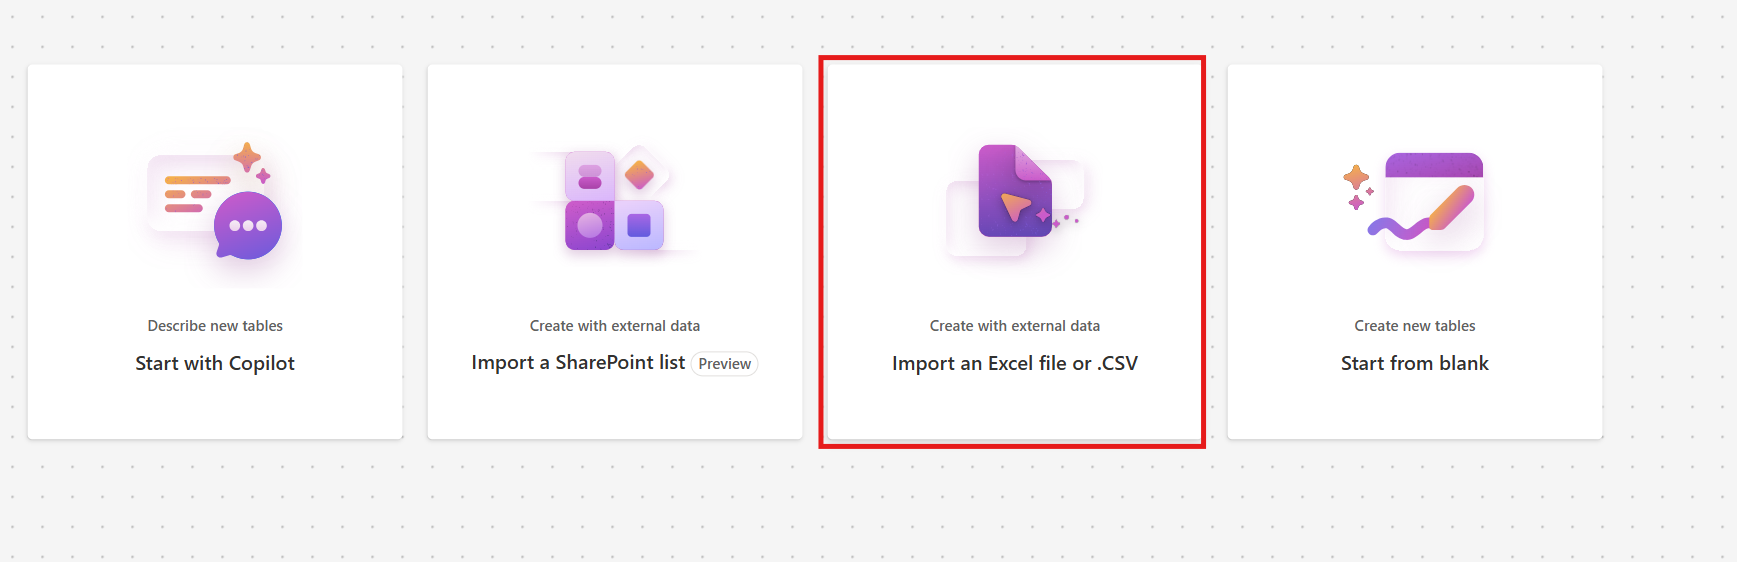 Describe new tables
Start with Copilot
Create with external data
Import a SharePoint list Preview
Create with external data
Import an Excel file or .CSV
Create new tables
Start from blank